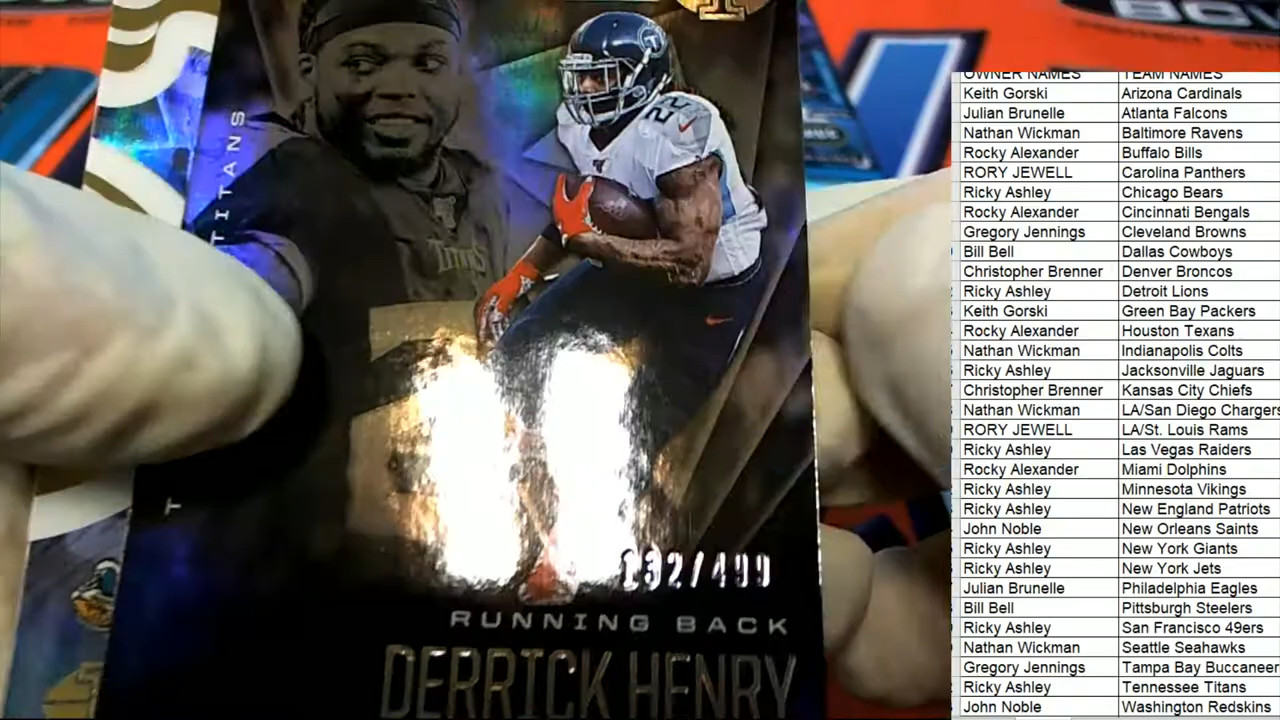 BCW
TITANS
T
TITANS
22
132/499
RUNNING BACK
DERRICK HENRY
OWNER NAMES TEAM NAMES
Keith Gorski Arizona Cardinals
Julian Brunelle Atlanta Falcons
Nathan Wickman Baltimore Ravens
Rocky Alexander Buffalo Bills
RORY JEWELL Carolina Panthers
Ricky Ashley Chicago Bears
Rocky Alexander Cincinnati Bengals
Gregory Jennings Cleveland Browns
Bill Bell Dallas Cowboys
Christopher Brenner Denver Broncos
Ricky Ashley Detroit Lions
Keith Gorski Green Bay Packers
Rocky Alexander Houston Texans
Nathan Wickman Indianapolis Colts
Ricky Ashley Jacksonville Jaguars
Christopher Brenner Kansas City Chiefs
Nathan Wickman LA/San Diego Chargers
RORY JEWELL LA/St. Louis Rams
Ricky Ashley Las Vegas Raiders
Rocky Alexander Miami Dolphins
Ricky Ashley Minnesota Vikings
Ricky Ashley New England Patriots
John Noble New Orleans Saints
Ricky Ashley New York Giants
Ricky Ashley New York Jets
Julian Brunelle Philadelphia Eagles
Bill Bell Pittsburgh Steelers
Ricky Ashley San Francisco 49ers
Nathan Wickman Seattle Seahawks
Gregory Jennings Tampa Bay Buccaneer
Ricky Ashley Tennessee Titans
John Noble Washington Redskins